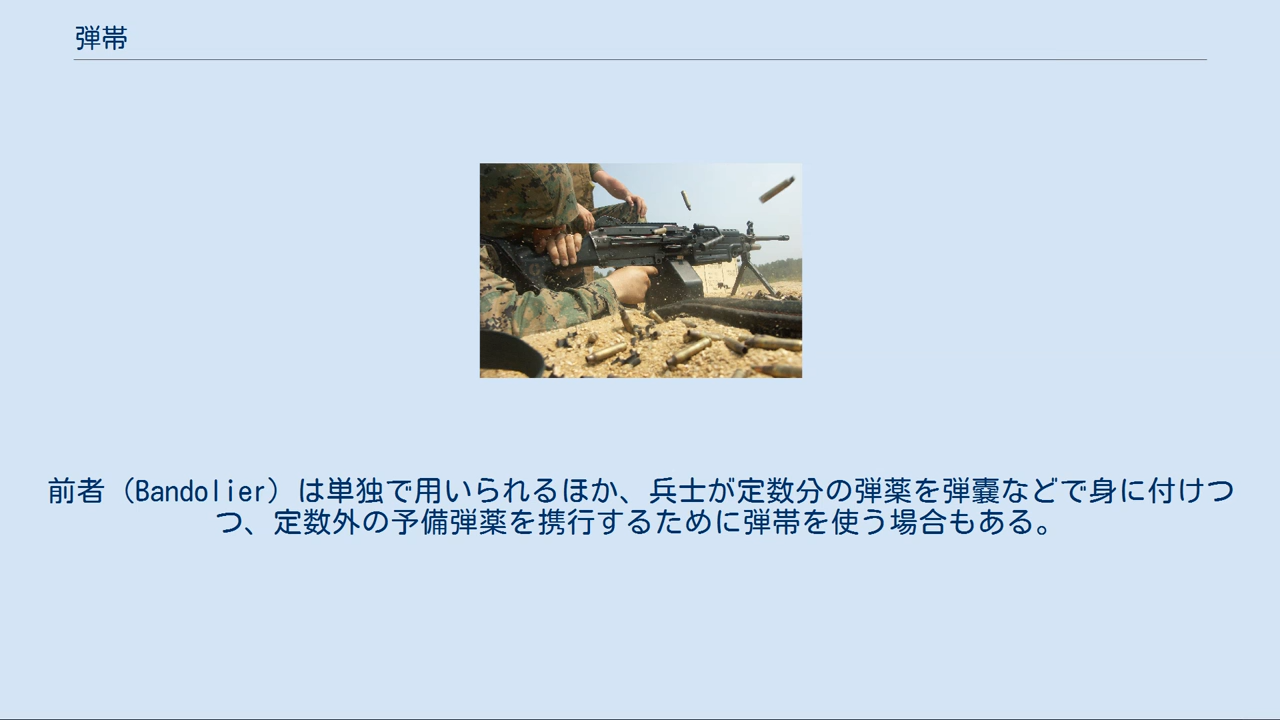 弾帯
前者（Bandolier）は単独で用いられるほか、兵士が定数分の弾薬を弾嚢などで身に付けつ
つ、定数外の予備弾薬を携行するために弾帯を使う場合もある。